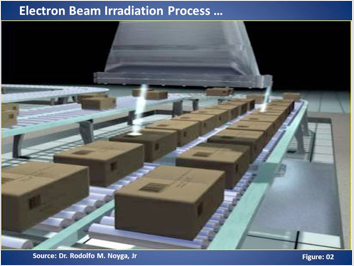 Electron Beam Irradiation Process ...
Source: Dr. Rodolfo M. Noyga, Jr
Figure: 02